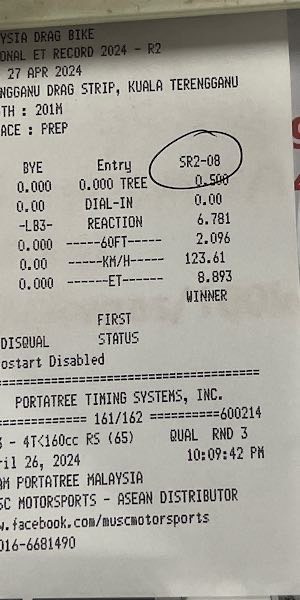 YSIA DRAG BIKE
ONAL ET RECORD 2024 - R2
27 APR 2024
NGGANU DRAG STRIP, KUALA TERENGGANU
TH : 201M
ACE : PREP
BYE Entry SR2-08
0.000 0.000 TREE 0.500
0.00 DIAL-IN 0.00
-LB3- REACTION 6.781
0.000 -----60FT----- 2.096
0.00 -----KM/H----- 123.61
0.000 ------ET------ 8.893
WINNER
FIRST
DISQUAL STATUS
ostart Disabled
=====================================
PORTATREE TIMING SYSTEMS, INC.
============ 161/162 ==========600214
- 4T<160cc RS (65) QUAL RND 3
ril 26, 2024 10:09:42 PM
AM PORTATREE MALAYSIA
SC MOTORSPORTS - ASEAN DISTRIBUTOR
w.facebook.com/muscmotorsports
016-6681490